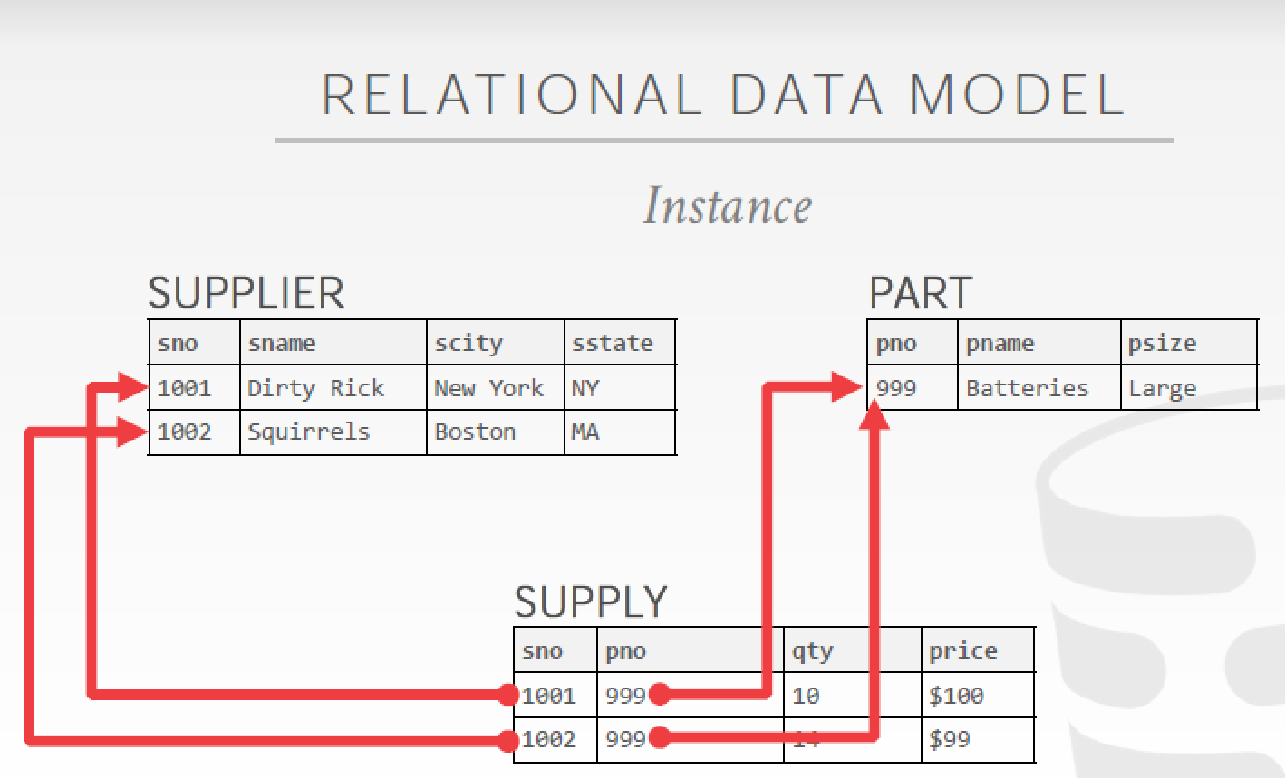 RELATIONAL DATA MODEL
Instance
SUPPLIER
sno sname scity sstate
1001 Dirty Rick New York NY
1002 Squirrels Boston MA
PART
pno pname psize
999 Batteries Large
SUPPLY
sno pno qty price
1001 999 10 $100
1002 999 14 $99